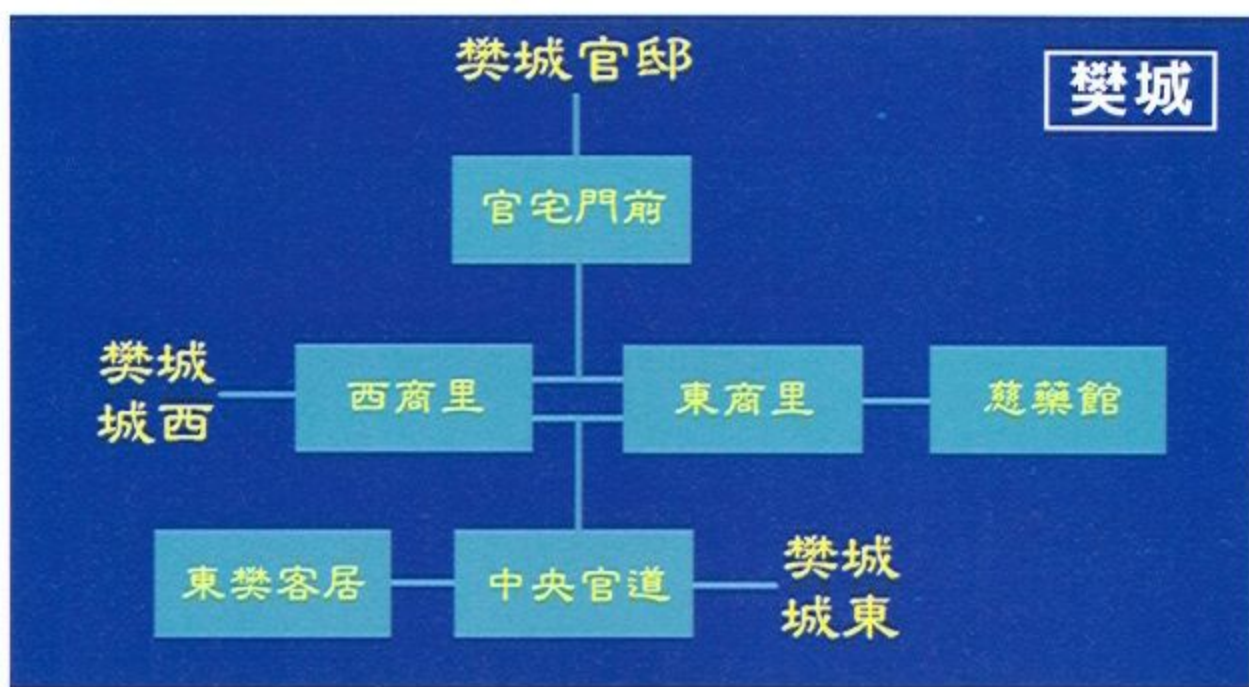 樊城官邸
樊城
官宅門前
樊城
城西
西商里
東商里
慈藥館
東樊客居
中央官道
樊城
城東